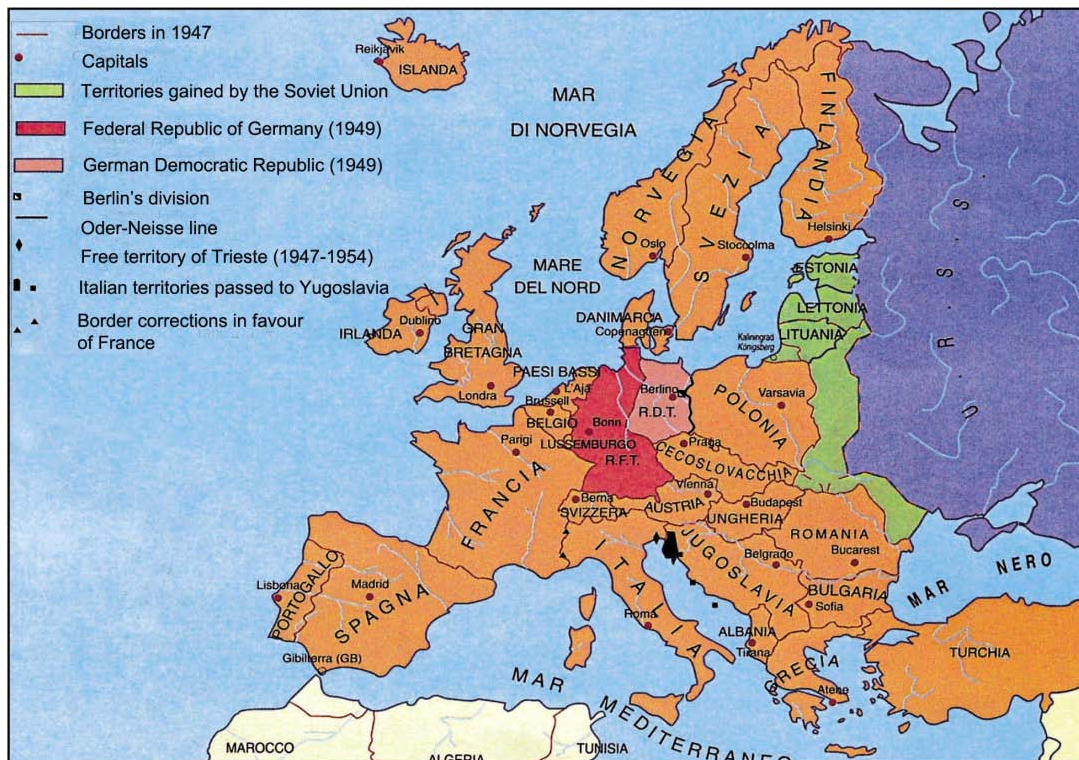 Borders in 1947
Capitals
Territories gained by the Soviet Union
Federal Republic of Germany (1949)
German Democratic Republic (1949)
Berlin's division
Oder-Neisse line
Free territory of Trieste (1947-1954)
Italian territories passed to Yugoslavia
Border corrections in favour
of France
Reikjavik
ISLANDA
MAR
DI NORVEGIA
NORVEGIA
SVEZIA
FINLANDIA
Helsinki
Oslo
Stoccolma
U.R.S.S.
ESTONIA
LETTONIA
LITUANIA
Kaliningrad
Königsberg
MARE
DEL NORD
DANIMARCA
Copenaghen
IRLANDA
Dublino
GRAN
BRETAGNA
Londra
PAESI BASSI
L'Aja
Brussell
BELGIO
LUSSEMBURGO
Bonn
R.F.T.
Berlino
R.D.T.
POLONIA
Varsavia
Praga
CECOSLOVACCHIA
Parigi
FRANCIA
Berna
SVIZZERA
Vienna
AUSTRIA
Budapest
UNGHERIA
ROMANIA
Bucarest
JUGOSLAVIA
Belgrado
BULGARIA
Sofia
MAR NERO
ITALIA
Roma
ALBANIA
Tirana
GRECIA
Atene
TURCHIA
Lisbona
PORTOGALLO
Madrid
SPAGNA
Gibilterra (GB)
MAR MEDITERRANEO
MAROCCO
ALGERIA
TUNISIA